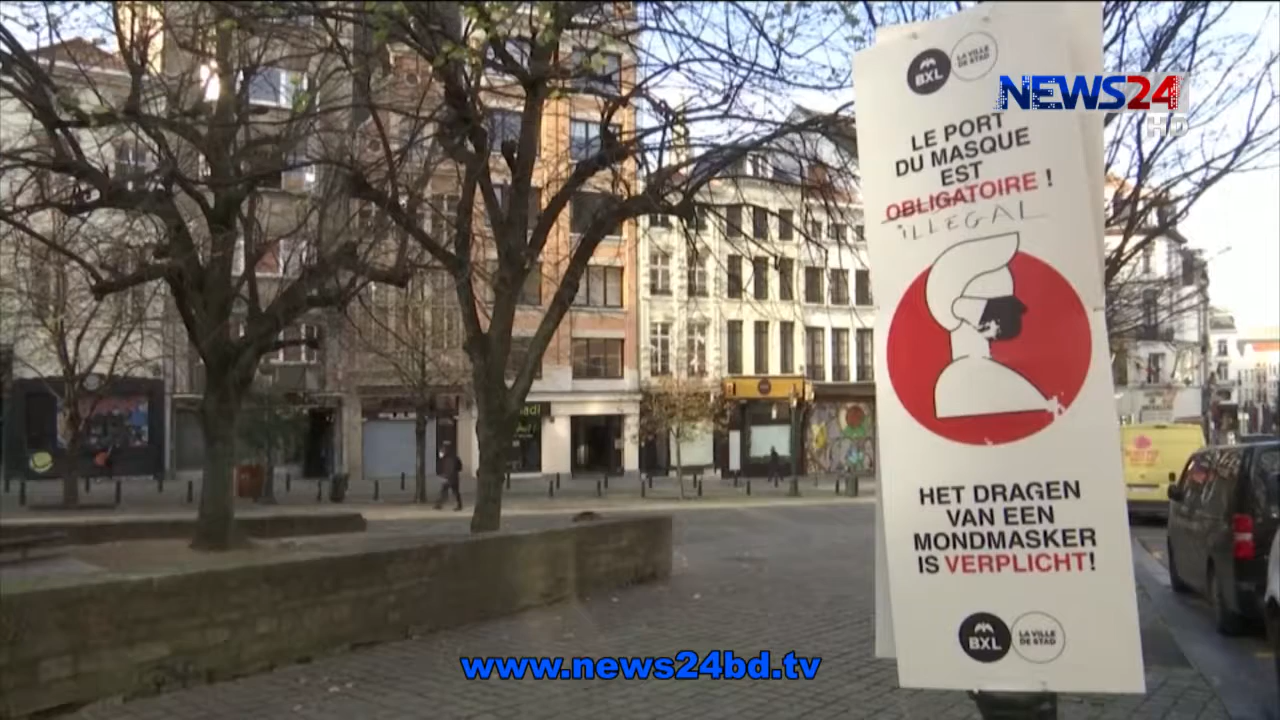 BXL
LA VILLE
DE STAD
NEWS24
HD
LE PORT
DU MASQUE
EST
OBLIGATOIRE !
ILLEGAL
HET DRAGEN
VAN EEN
MONDMASKER
IS VERPLICHT!
BXL
LA VILLE
DE STAD
www.news24bd.tv